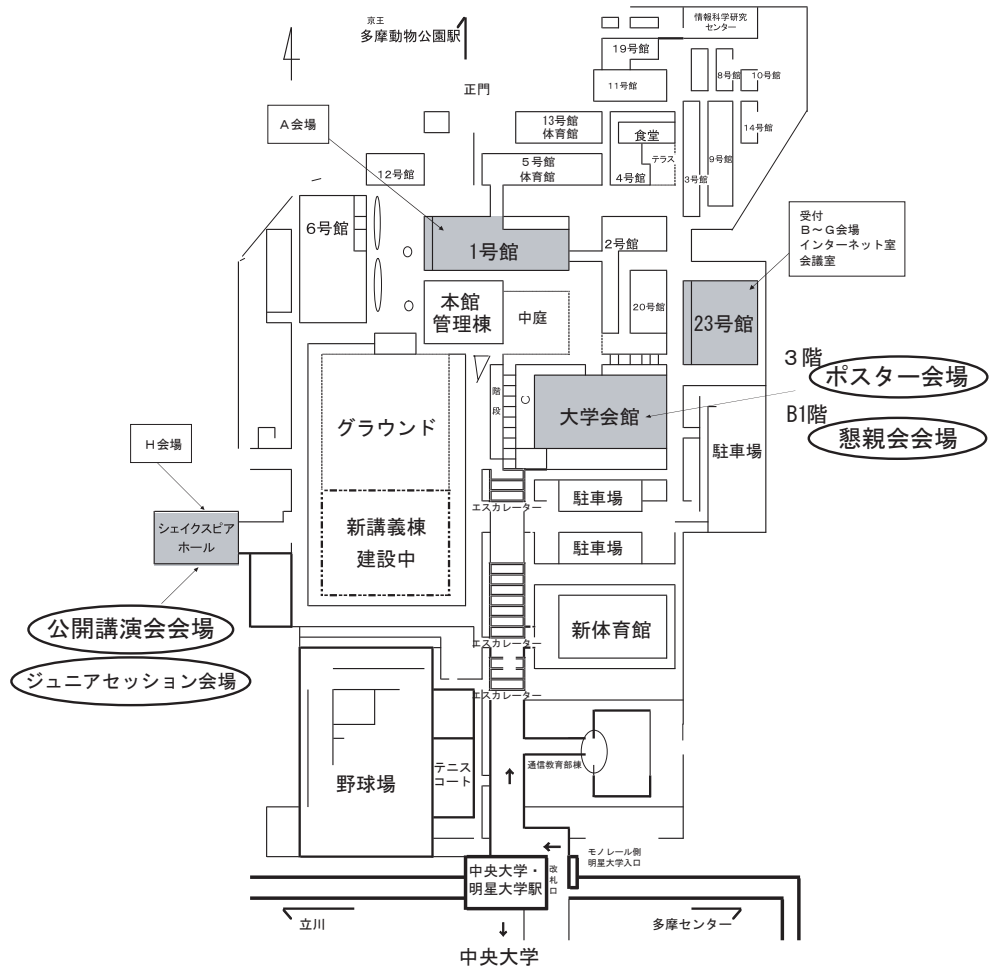 京王
多摩動物公園駅
情報科学研究
センター
19号館
8号館
10号館
11号館
正門
A会場
13号館
体育館
食堂
14号館
テラス
9号館
5号館
体育館
12号館
4号館
3号館
受付
B～G会場
インターネット室
会議室
6号館
1号館
2号館
本館
管理棟
中庭
20号館
23号館
3階
ポスター会場
階段
C
大学会館
B1階
懇親会会場
グラウンド
駐車場
H会場
駐車場
エスカレーター
シェイクスピア
ホール
新講義棟
建設中
駐車場
公開講演会会場
新体育館
エスカレーター
ジュニアセッション会場
エスカレーター
通信教育部棟
テニス
コート
野球場
モノレール側
明星大学入口
中央大学・
明星大学駅
改札口
立川
多摩センター
中央大学